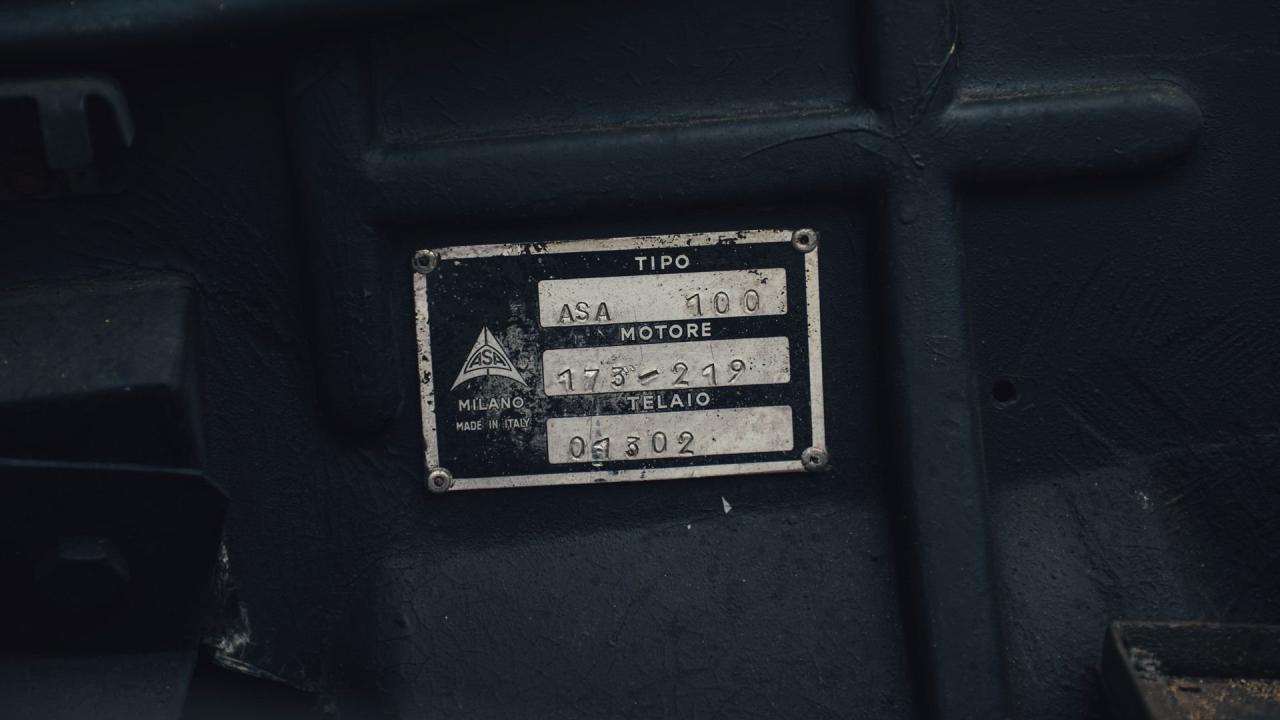 TIPO
ASA 100
MOTORE
173-219
TELAIO
01302
ASA
MILANO
MADE IN ITALY